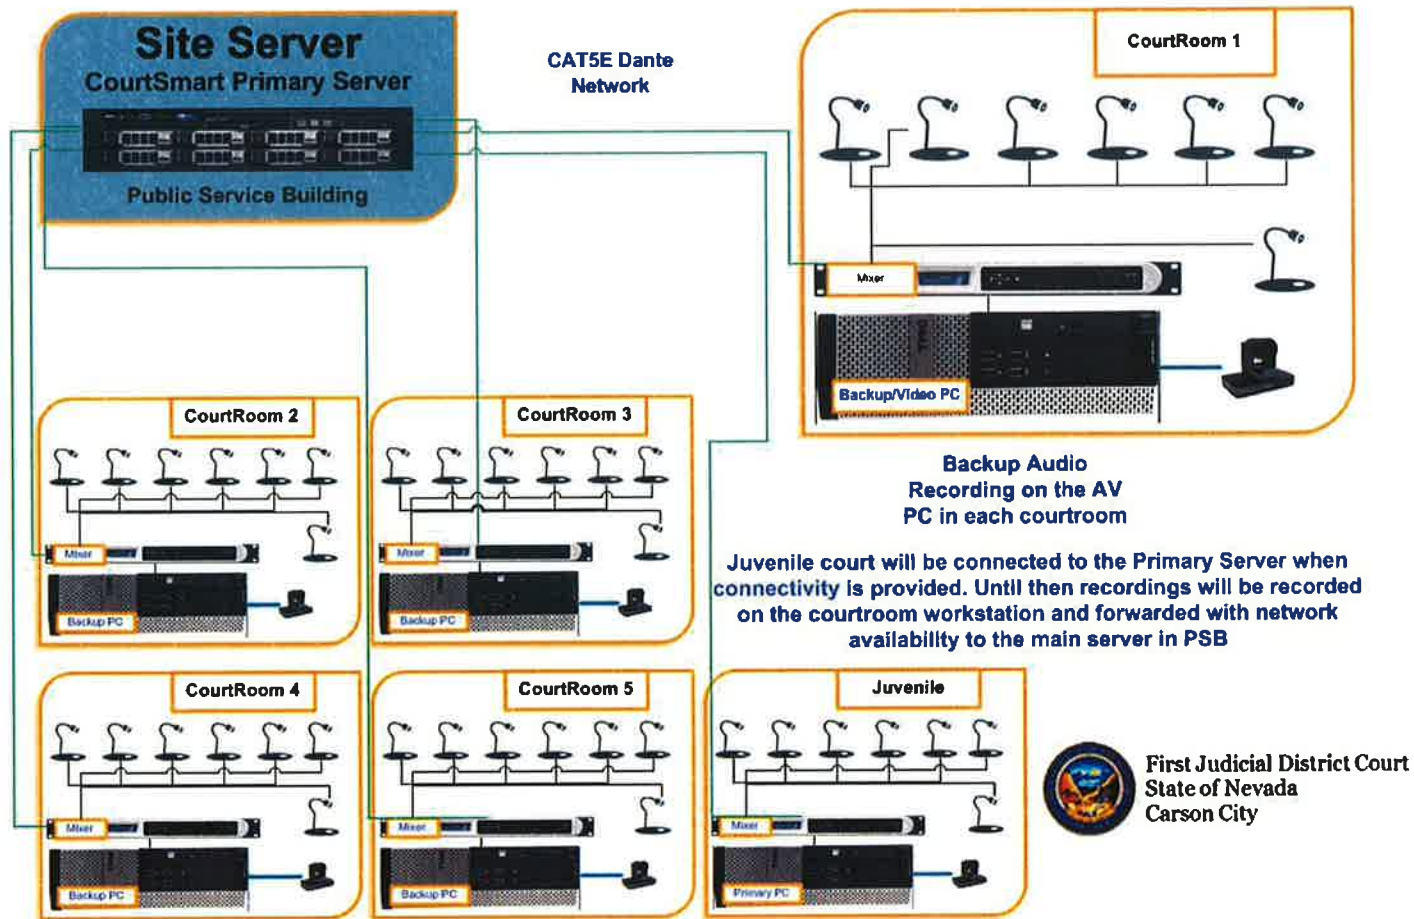 Site Server
CourtSmart Primary Server
Public Service Building
CAT5E Dante
Network
CourtRoom 1
Mixer
DELL
Backup/Video PC
CourtRoom 2
Mixer
Backup PC
CourtRoom 3
Mixer
Backup PC
Backup Audio
Recording on the AV
PC in each courtroom
Juvenile court will be connected to the Primary Server when
connectivity is provided. Until then recordings will be recorded
on the courtroom workstation and forwarded with network
availability to the main server in PSB
CourtRoom 4
Mixer
Backup PC
CourtRoom 5
Mixer
Backup PC
Juvenile
Mixer
Primary PC
First Judicial District Court
State of Nevada
Carson City